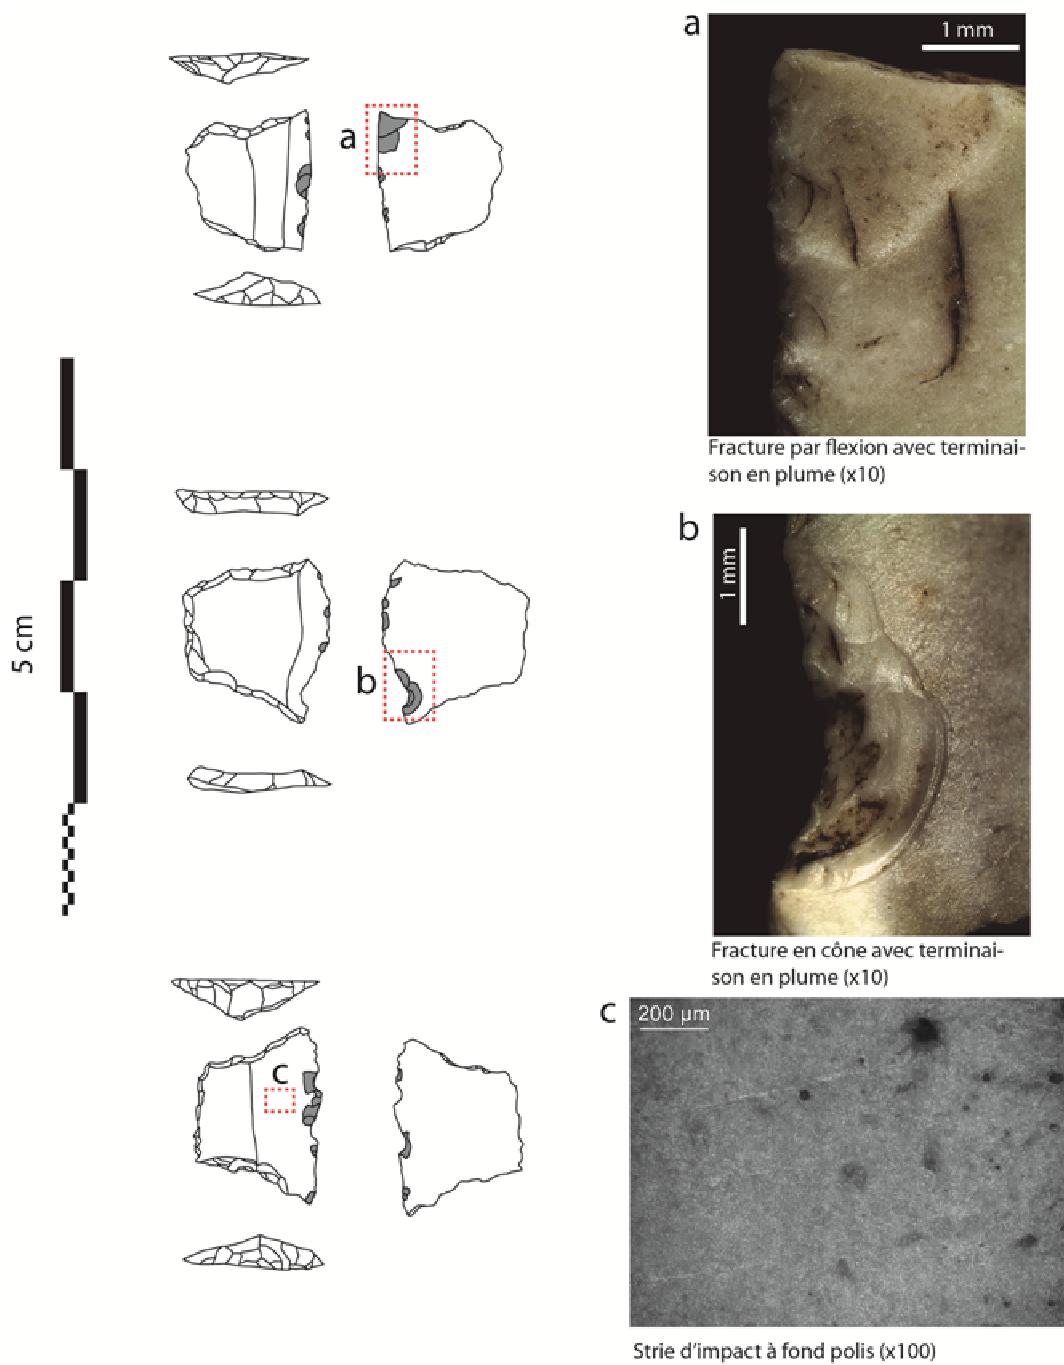 a
1 mm
a
Fracture par flexion avec terminai-
son en plume (x10)
b
1 mm
5 cm
b
Fracture en cône avec terminai-
son en plume (x10)
c
200 µm
c
Strie d'impact à fond polis (x100)